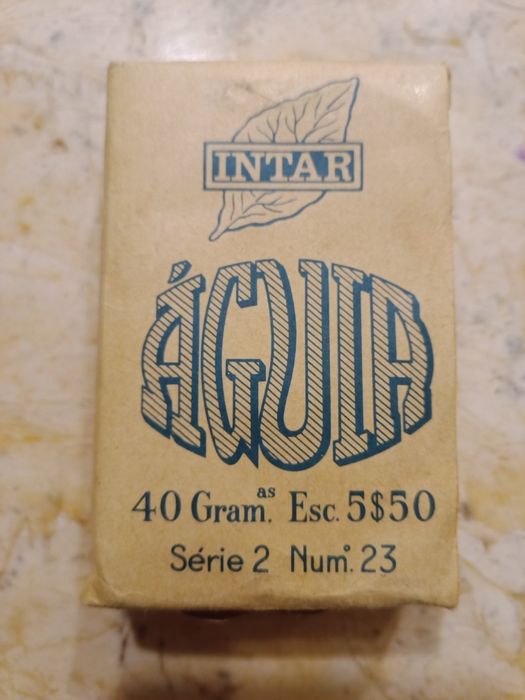 INTAR
ÁGUIA
40 Gram.as Esc. 5$50
Série 2 Num.º 23